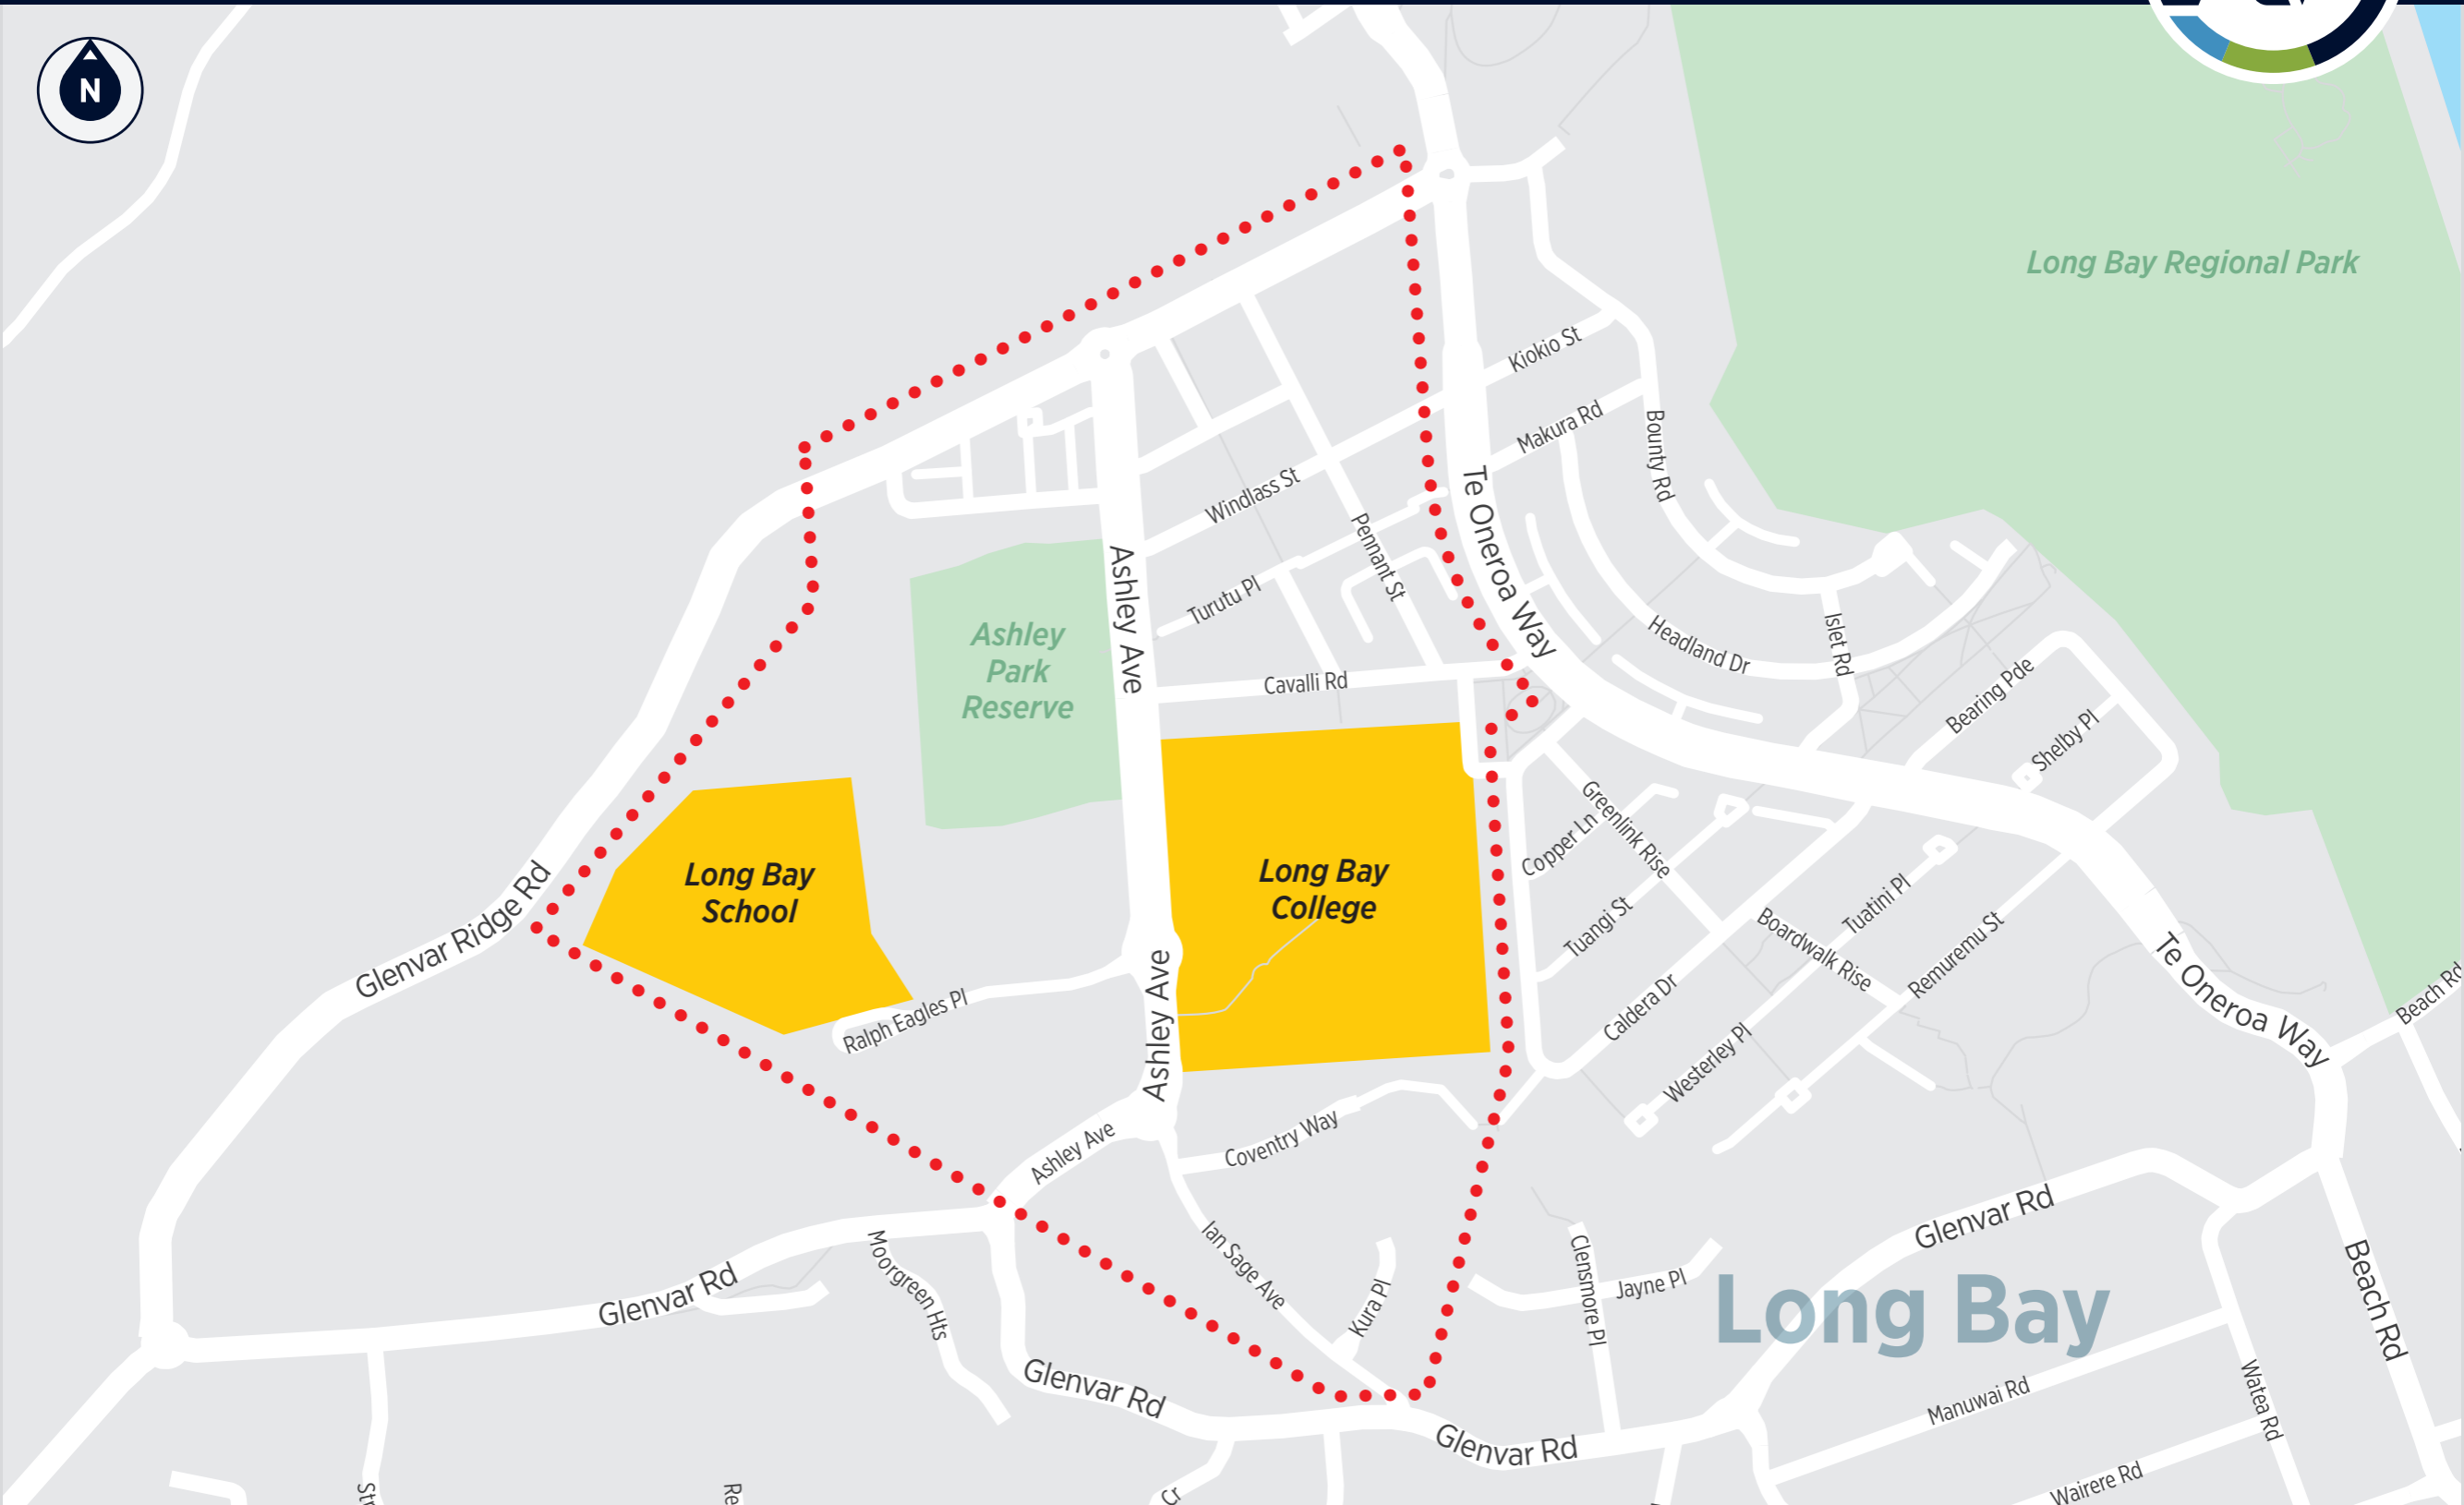 N
Long Bay Regional Park
Kiokio St
Makura Rd
Bounty Rd
Te Oneroa Way
Windlass St
Pennant St
Ashley Ave
Turutu Pl
Ashley
Park
Reserve
Headland Dr
Islet Rd
Cavalli Rd
Bearing Pde
Shelby Pl
Greenlink Rise
Copper Ln
Long Bay
School
Long Bay
College
Glenvar Ridge Rd
Tuangi St
Tuatini Pl
Boardwalk Rise
Remuremu St
Te Oneroa Way
Beach Rd
Ralph Eagles Pl
Ashley Ave
Caldera Dr
Westerley Pl
Ashley Ave
Coventry Way
Ian Sage Ave
Kura Pl
Clensmore Pl
Jayne Pl
Glenvar Rd
Moorgreen Hts
Glenvar Rd
Long Bay
Beach Rd
Glenvar Rd
Glenvar Rd
Manuwai Rd
Watea Rd
Wairere Rd
Str
Re
Cr